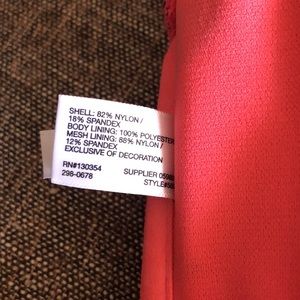 SHELL: 82% NYLON /
18% SPANDEX
BODY LINING: 100% POLYESTER
MESH LINING: 88% NYLON /
12% SPANDEX
EXCLUSIVE OF DECORATION
RN#130354
SUPPLIER
298-0678